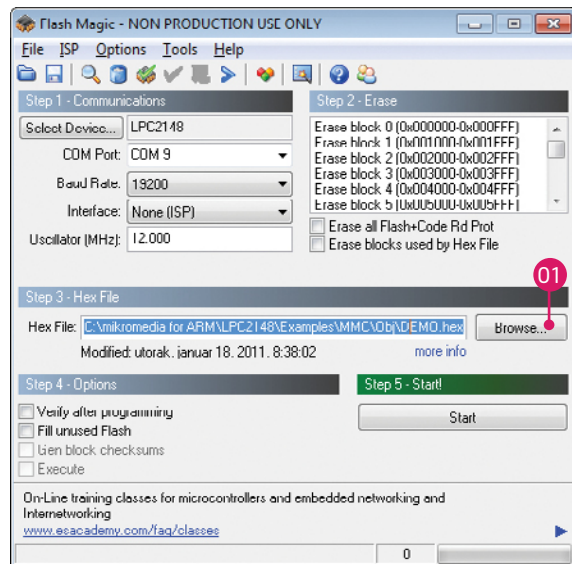 Flash Magic - NON PRODUCTION USE ONLY
File ISP Options Tools Help
Step 1 - Communications
Select Device... LPC2148
COM Port: COM 9
Baud Rate: 19200
Interface: None (ISP)
Oscillator (MHz): 12.000
Step 2 - Erase
Erase block 0 (0x000000-0x000FFF)
Erase block 1 (0x001000-0x001FFF)
Erase block 2 (0x002000-0x002FFF)
Erase block 3 (0x003000-0x003FFF)
Erase block 4 (0x004000-0x004FFF)
Erase block 5 (0x005000-0x005FFF)
Erase all Flash+Code Rd Prot
Erase blocks used by Hex File
01
Step 3 - Hex File
Hex File: C:\mikromedia for ARM\LPC2148\Examples\MMC\Obj\DEMO.hex Browse...
Modified: utorak, januar 18, 2011, 8:38:02 more info
Step 4 - Options
Verify after programming
Fill unused Flash
Gen block checksums
Execute
Step 5 - Start!
Start
On-Line training classes for microcontrollers and embedded networking and
Internetworking
www.esacademy.com/faq/classes
0